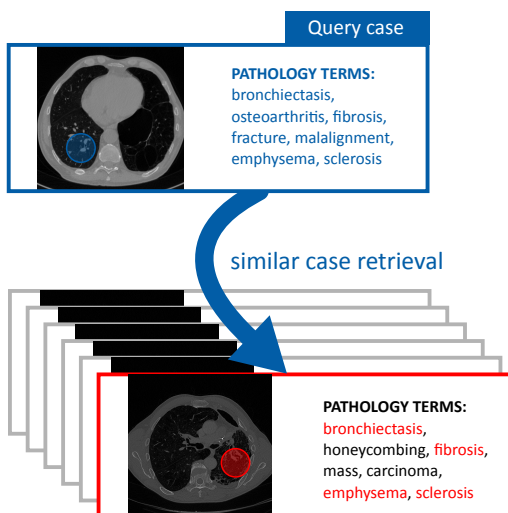 Query case
PATHOLOGY TERMS:
bronchiectasis,
osteoarthritis, fibrosis,
fracture, malalignment,
emphysema, sclerosis
similar case retrieval
PATHOLOGY TERMS:
bronchiectasis,
honeycombing, fibrosis,
mass, carcinoma,
emphysema, sclerosis